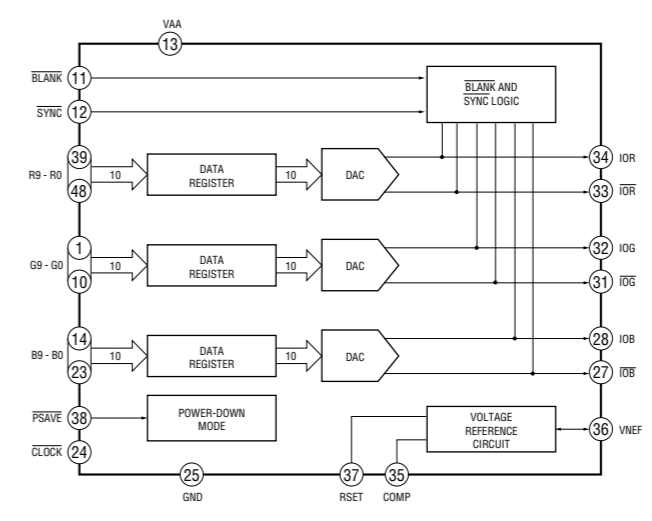 VAA
13
BLANK
11
SYNC
12
BLANK AND
SYNC LOGIC
39
R9 - R0
48
10
DATA
REGISTER
10
DAC
34
IOR
33
IOR
1
G9 - G0
10
10
DATA
REGISTER
10
DAC
32
IOG
31
IOG
14
B9 - B0
23
10
DATA
REGISTER
10
DAC
28
IOB
27
IOB
PSAVE
38
POWER-DOWN
MODE
VOLTAGE
REFERENCE
CIRCUIT
36
VNEF
CLOCK
24
25
GND
37
RSET
35
COMP